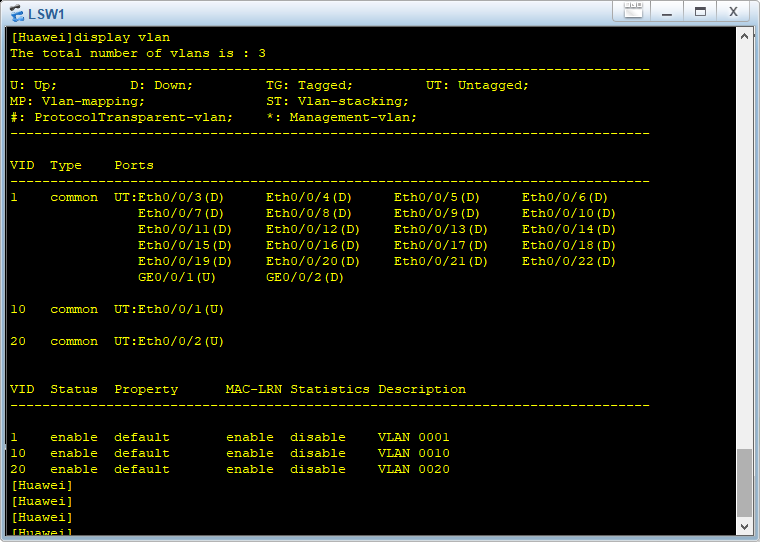 LSW1
X
[Huawei]display vlan
The total number of vlans is : 3
--------------------------------------------------------------------------------
U: Up;         D: Down;         TG: Tagged;         UT: Untagged;
MP: Vlan-mapping;               ST: Vlan-stacking;
#: ProtocolTransparent-vlan;    *: Management-vlan;
--------------------------------------------------------------------------------
VID  Type    Ports
--------------------------------------------------------------------------------
1    common  UT:Eth0/0/3(D)     Eth0/0/4(D)     Eth0/0/5(D)     Eth0/0/6(D)
                Eth0/0/7(D)     Eth0/0/8(D)     Eth0/0/9(D)     Eth0/0/10(D)
                Eth0/0/11(D)    Eth0/0/12(D)    Eth0/0/13(D)    Eth0/0/14(D)
                Eth0/0/15(D)    Eth0/0/16(D)    Eth0/0/17(D)    Eth0/0/18(D)
                Eth0/0/19(D)    Eth0/0/20(D)    Eth0/0/21(D)    Eth0/0/22(D)
                GE0/0/1(U)      GE0/0/2(D)
10   common  UT:Eth0/0/1(U)
20   common  UT:Eth0/0/2(U)
VID  Status  Property      MAC-LRN Statistics Description
--------------------------------------------------------------------------------
1    enable  default       enable  disable    VLAN 0001
10   enable  default       enable  disable    VLAN 0010
20   enable  default       enable  disable    VLAN 0020
[Huawei]
[Huawei]
[Huawei]
[Huawei]